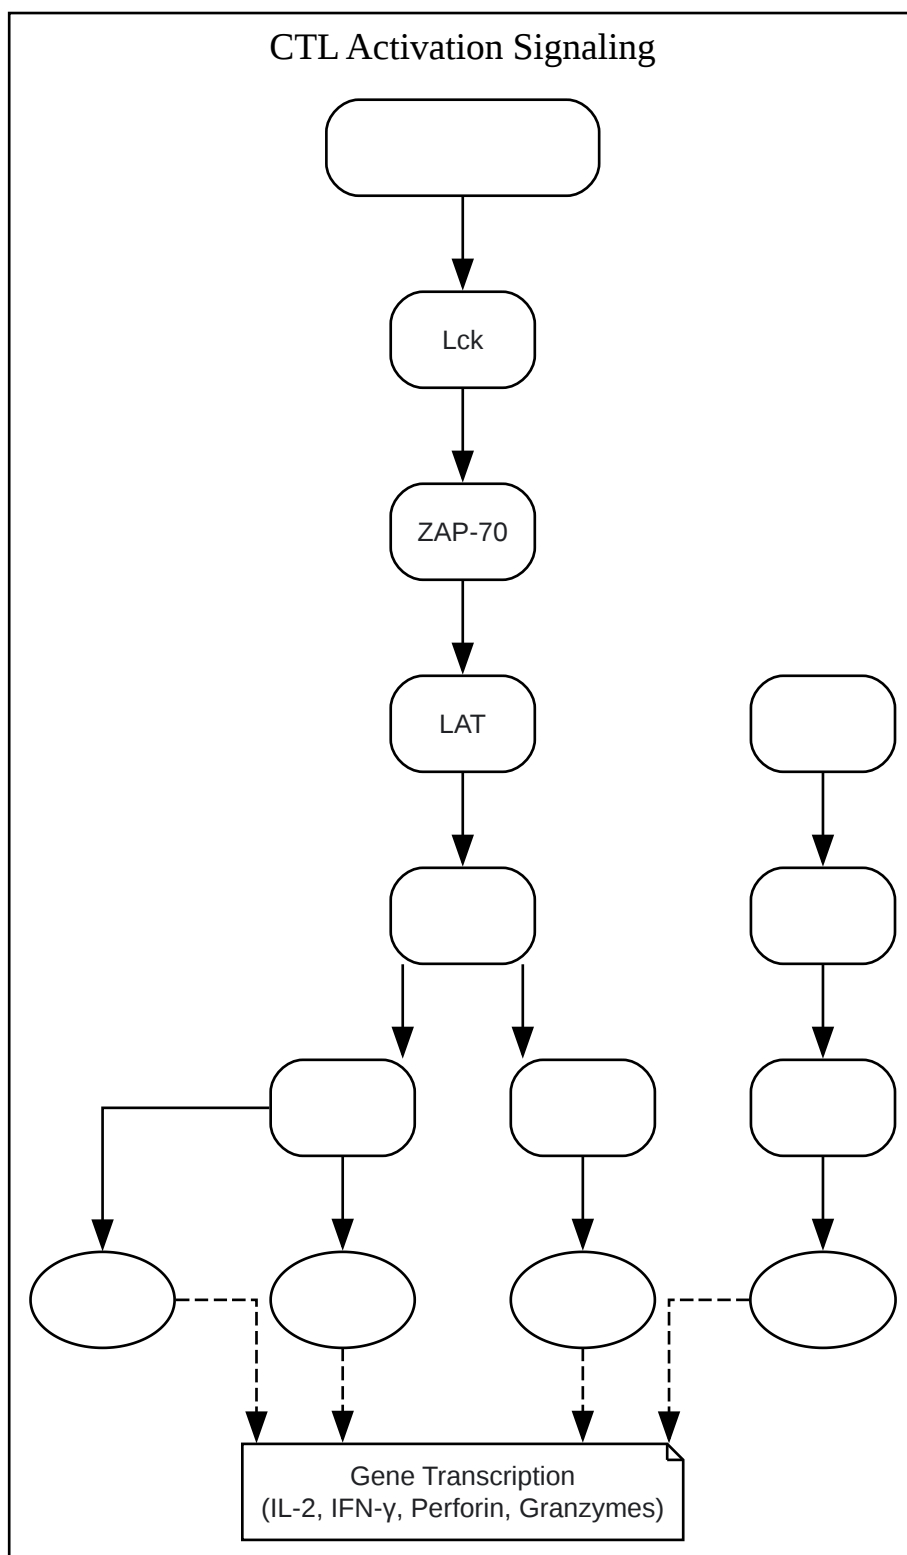 CTL Activation Signaling
Lck
ZAP-70
LAT
Gene Transcription
(IL-2, IFN-γ, Perforin, Granzymes)